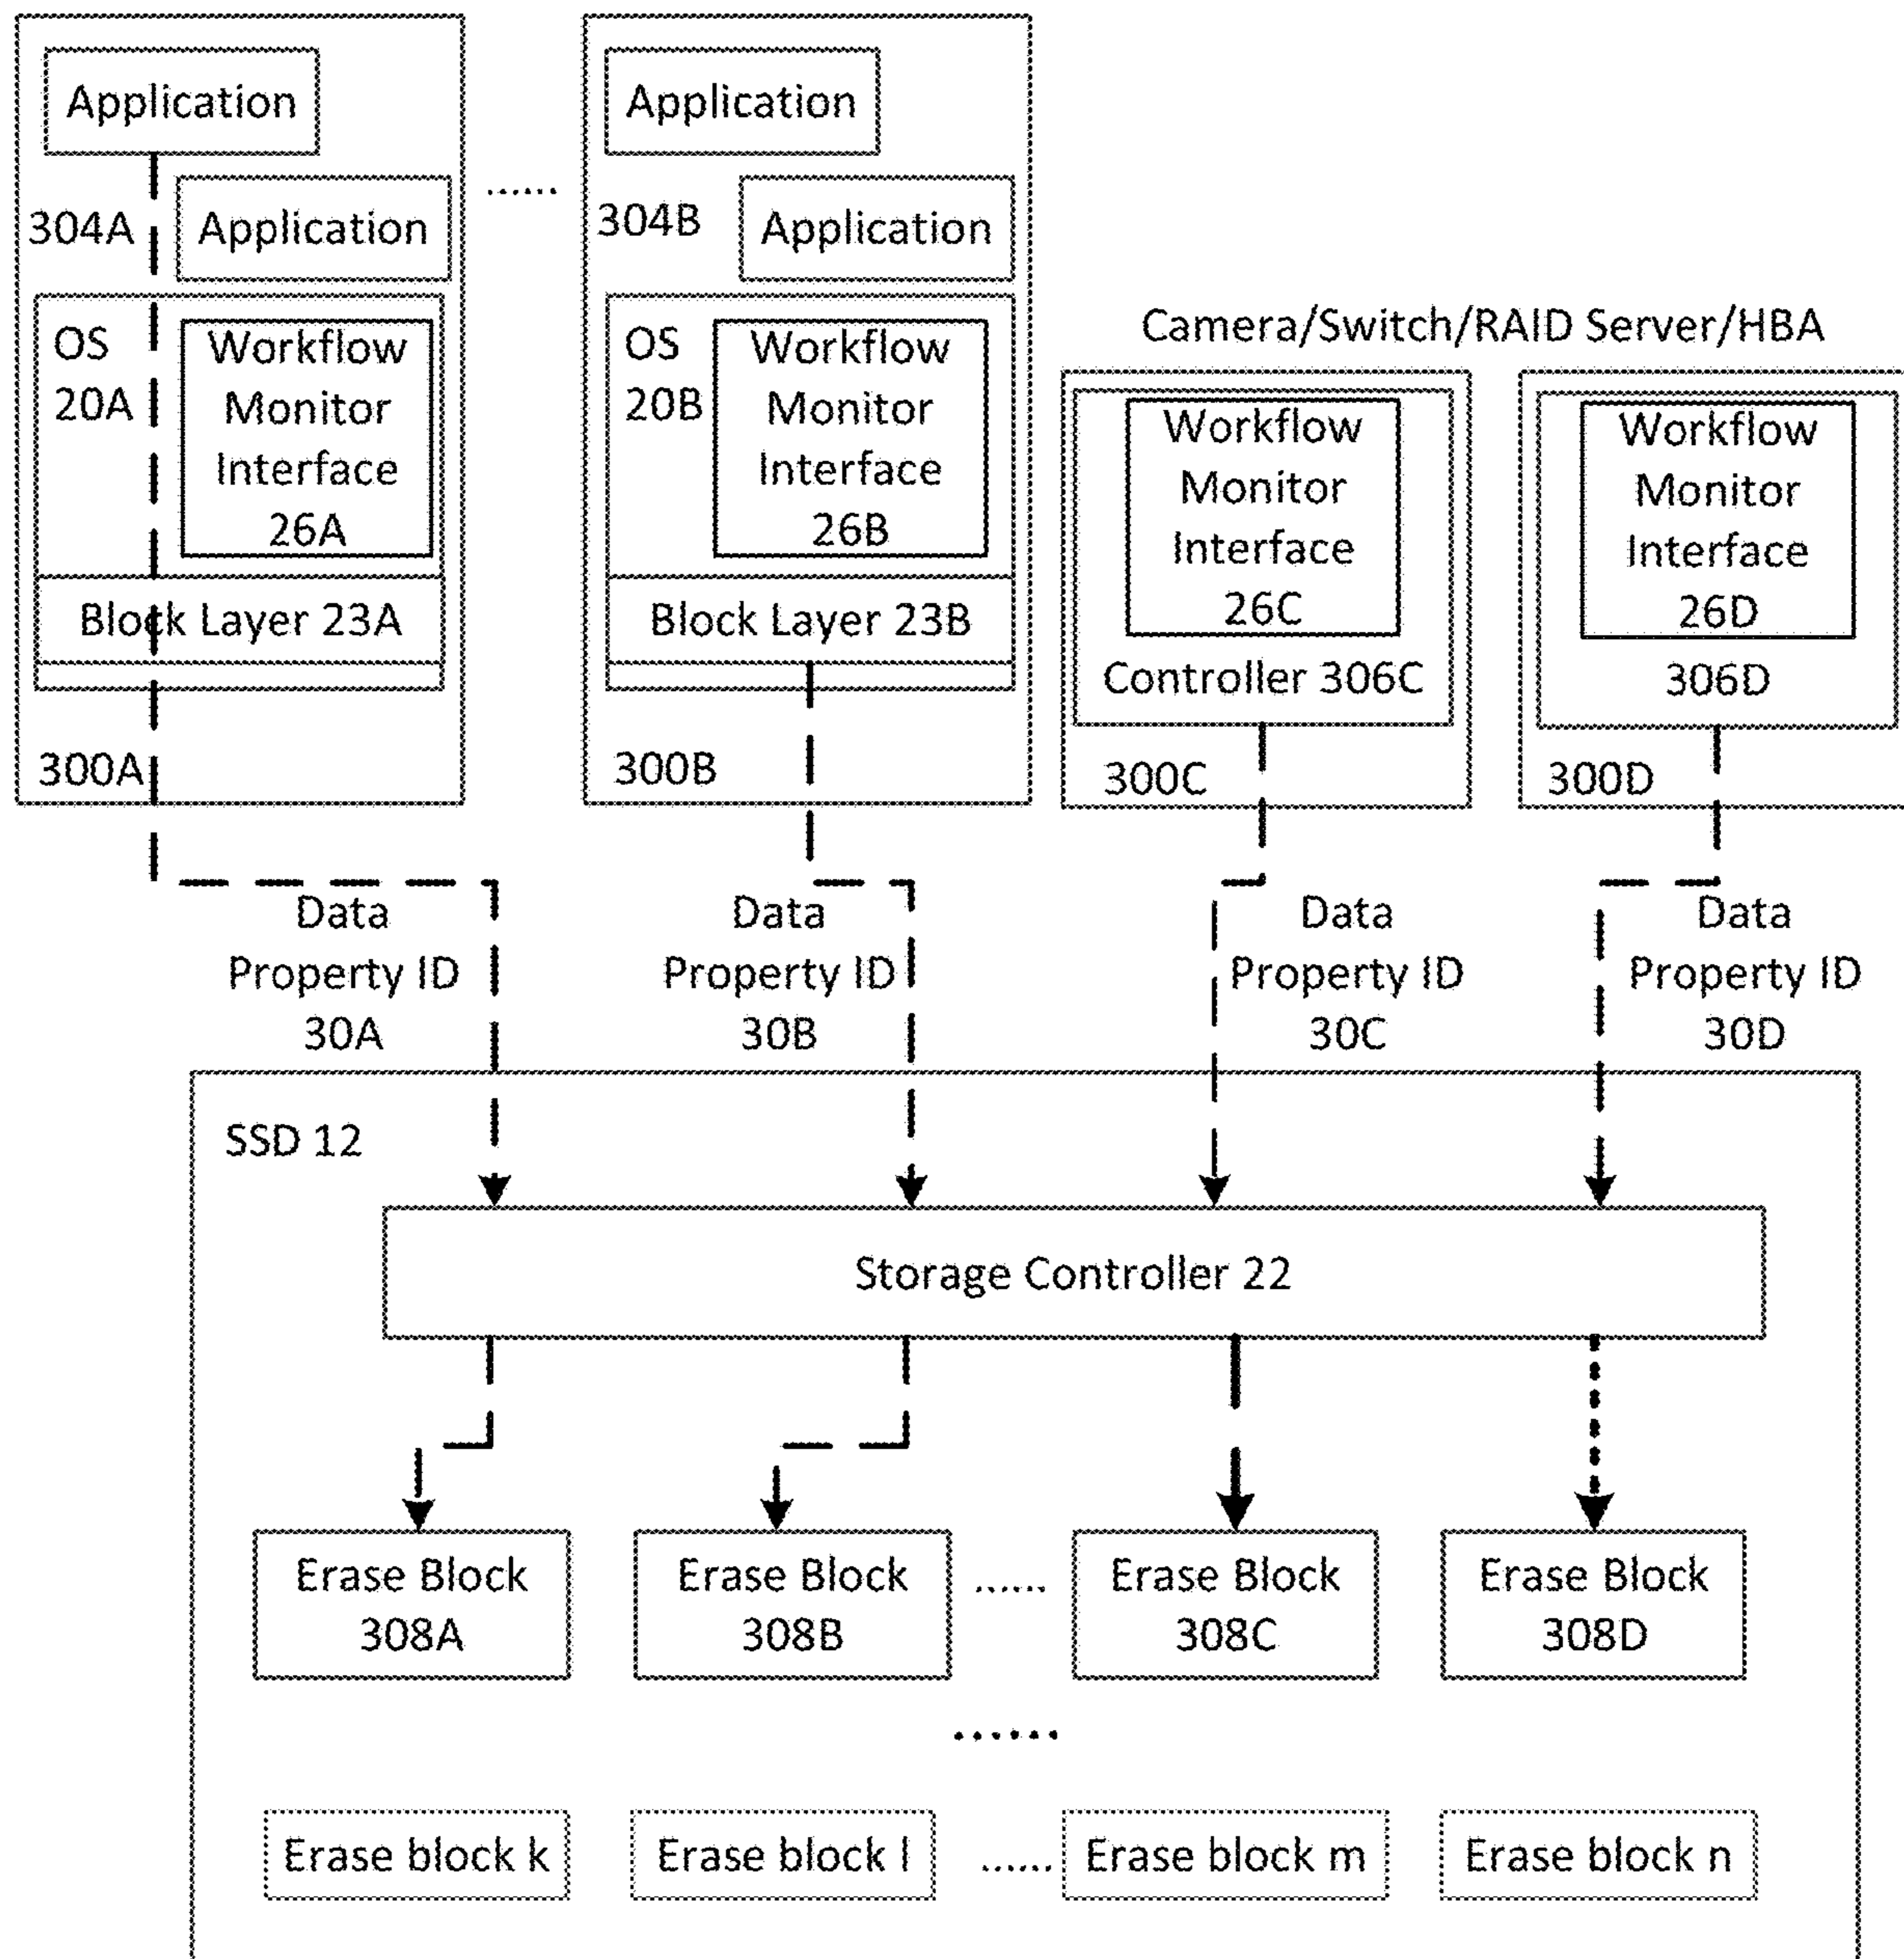 Application
Application
304A
Application
OS
20A
Workflow
Monitor
Interface
26A
Block Layer 23A
300A
......
Application
304B
Application
OS
20B
Workflow
Monitor
Interface
26B
Block Layer 23B
300B
Camera/Switch/RAID Server/HBA
Workflow
Monitor
Interface
26C
Controller 306C
300C
Workflow
Monitor
Interface
26D
306D
300D
Data
Property ID
30A
Data
Property ID
30B
Data
Property ID
30C
Data
Property ID
30D
SSD 12
Storage Controller 22
Erase Block
308A
Erase Block
308B
......
Erase Block
308C
Erase Block
308D
......
Erase block k
Erase block l
......
Erase block m
Erase block n